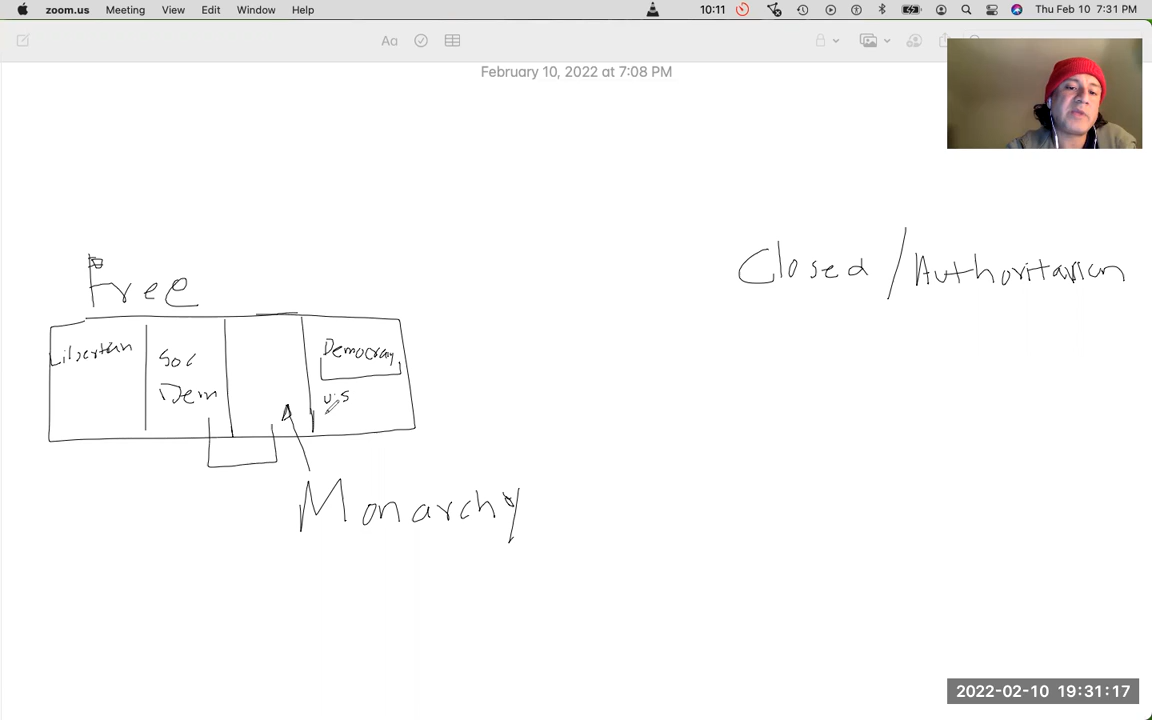 zoom.us Meeting View Edit Window Help 10:11 Thu Feb 10 7:31 PM
Aa
February 10, 2022 at 7:08 PM
Closed / Authoritarian
Free
Libertarian
Soc
Dem
Democracy
U.S
Monarchy
2022-02-10 19:31:17